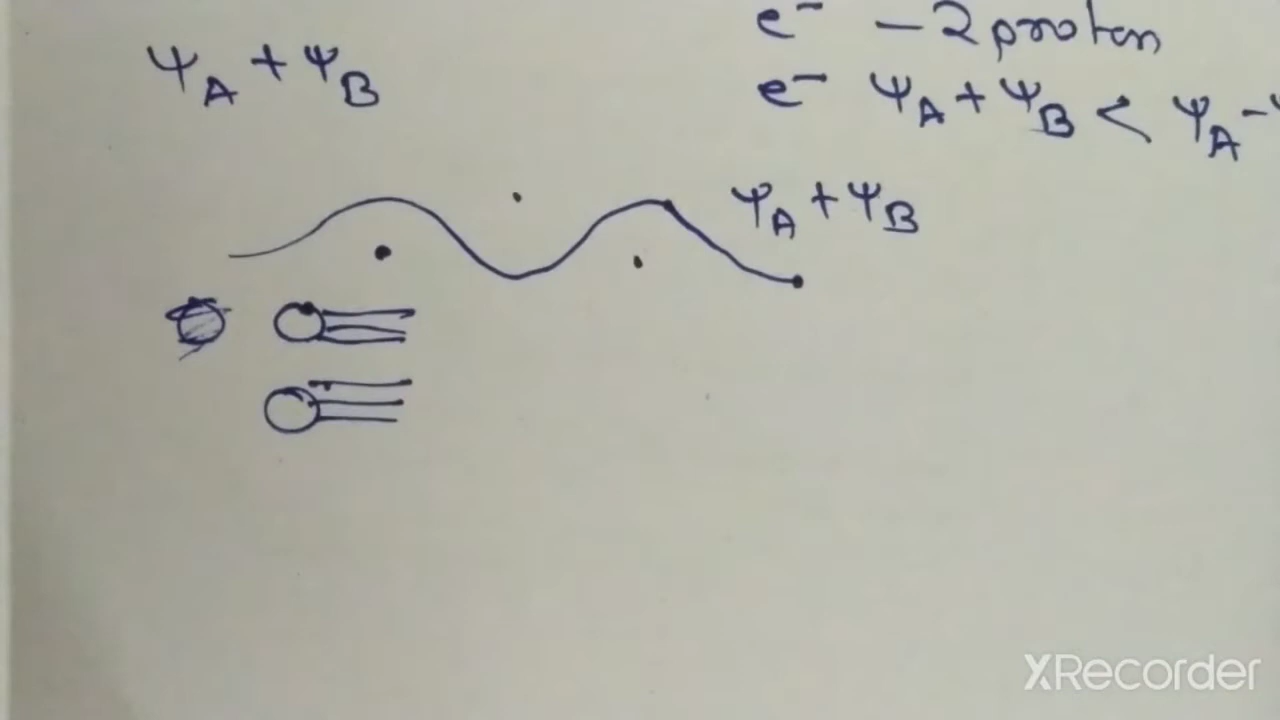 e⁻ – 2 proton
ψA + ψB
e⁻ ψA + ψB < ψA -
ψA + ψB
XRecorder